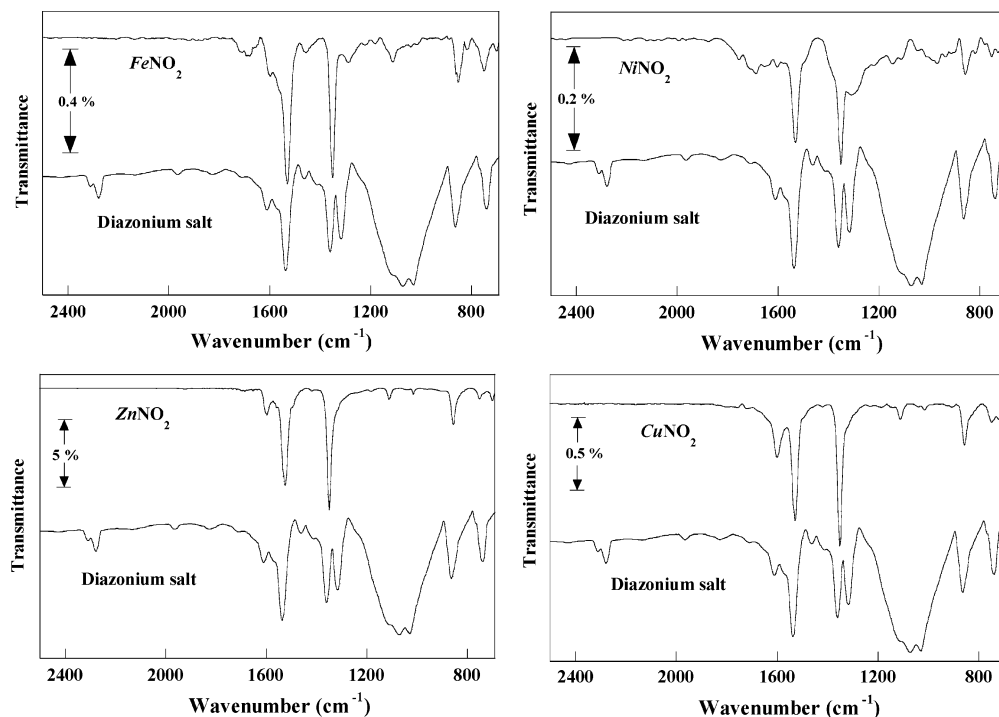 Transmittance
FeNO₂
0.4 %
Diazonium salt
2400 2000 1600 1200 800
Wavenumber (cm⁻¹)
Transmittance
NiNO₂
0.2 %
Diazonium salt
2400 2000 1600 1200 800
Wavenumber (cm⁻¹)
Transmittance
ZnNO₂
5 %
Diazonium salt
2400 2000 1600 1200 800
Wavenumber (cm⁻¹)
Transmittance
CuNO₂
0.5 %
Diazonium salt
2400 2000 1600 1200 800
Wavenumber (cm⁻¹)